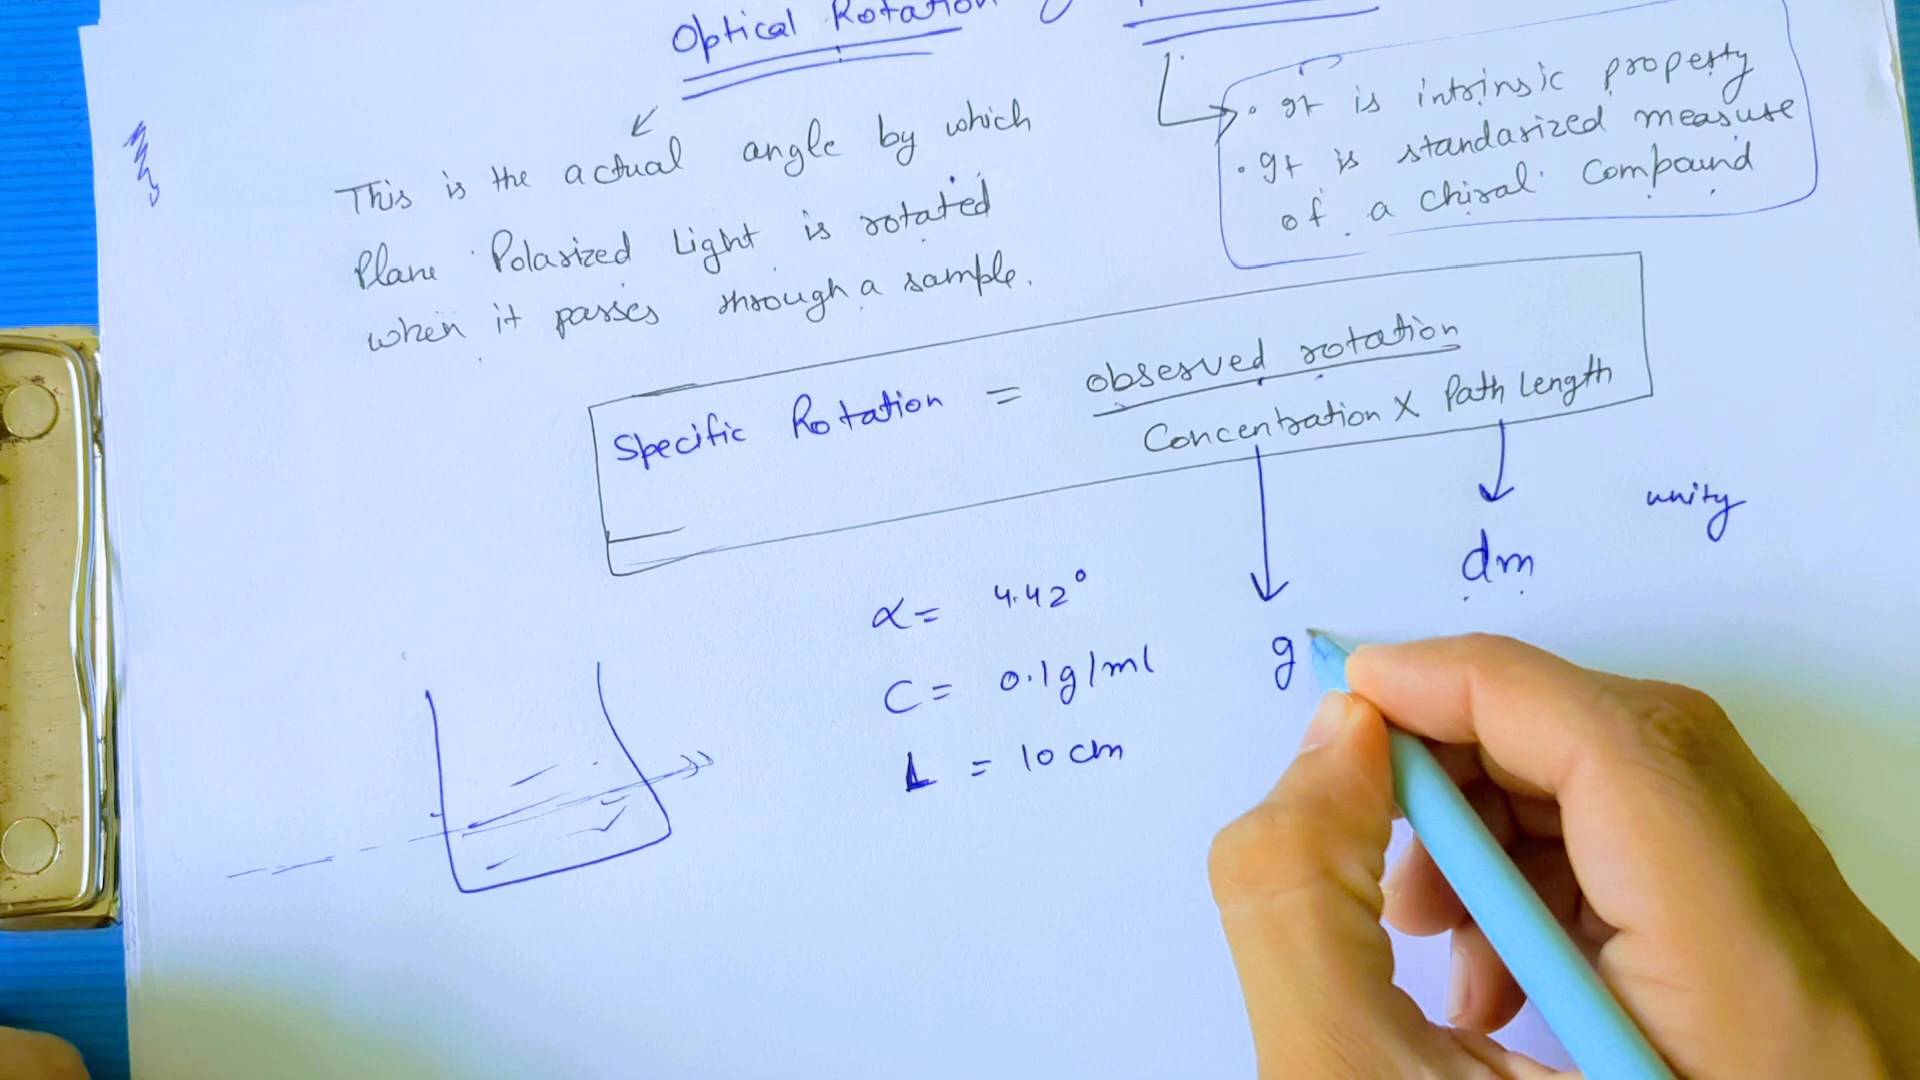 Optical Rotation
This is the actual angle by which
Plane Polarized Light is rotated
when it passes through a sample.
• It is intrinsic property
• It is standarized measure
of a chiral compound
Specific Rotation = observed rotation
Concentration X Path Length
unity
dm
α = 4.42°
g
C = 0.1g/ml
L = 10 cm